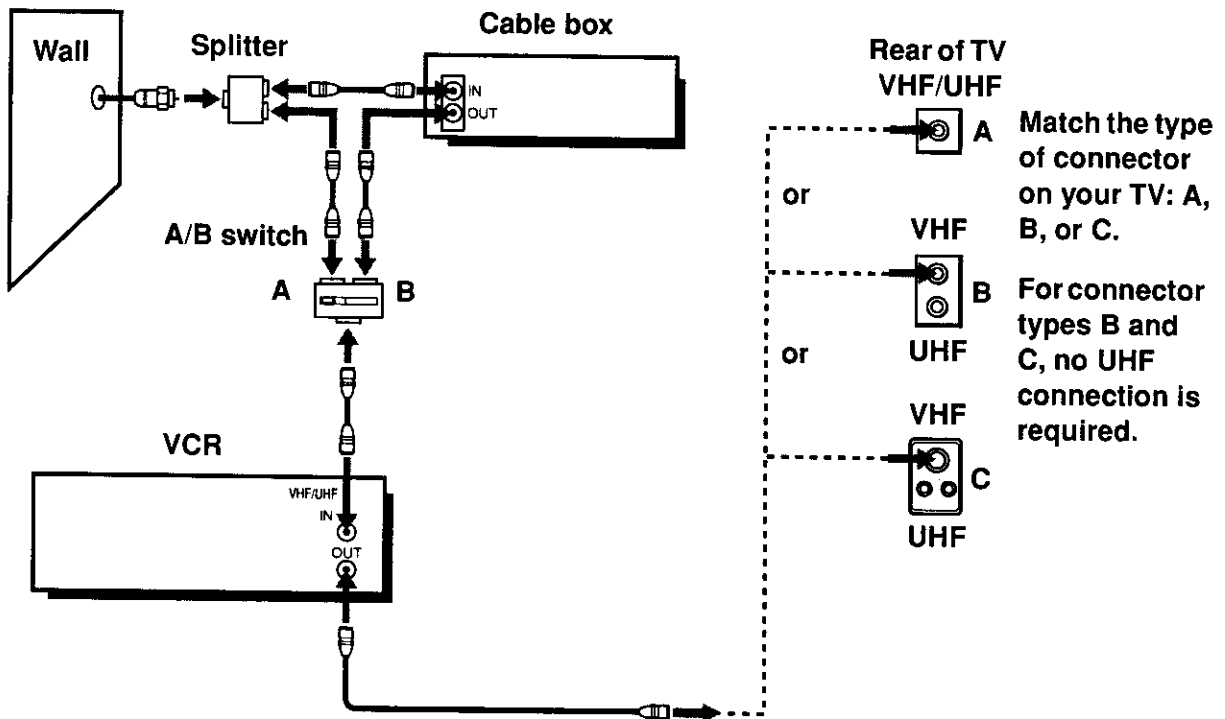 Wall
Splitter
Cable box
IN
OUT
A/B switch
A
B
VCR
VHF/UHF
IN
OUT
Rear of TV
VHF/UHF
A
or
VHF
B
UHF
or
VHF
C
UHF
Match the type
of connector
on your TV: A,
B, or C.
For connector
types B and
C, no UHF
connection is
required.